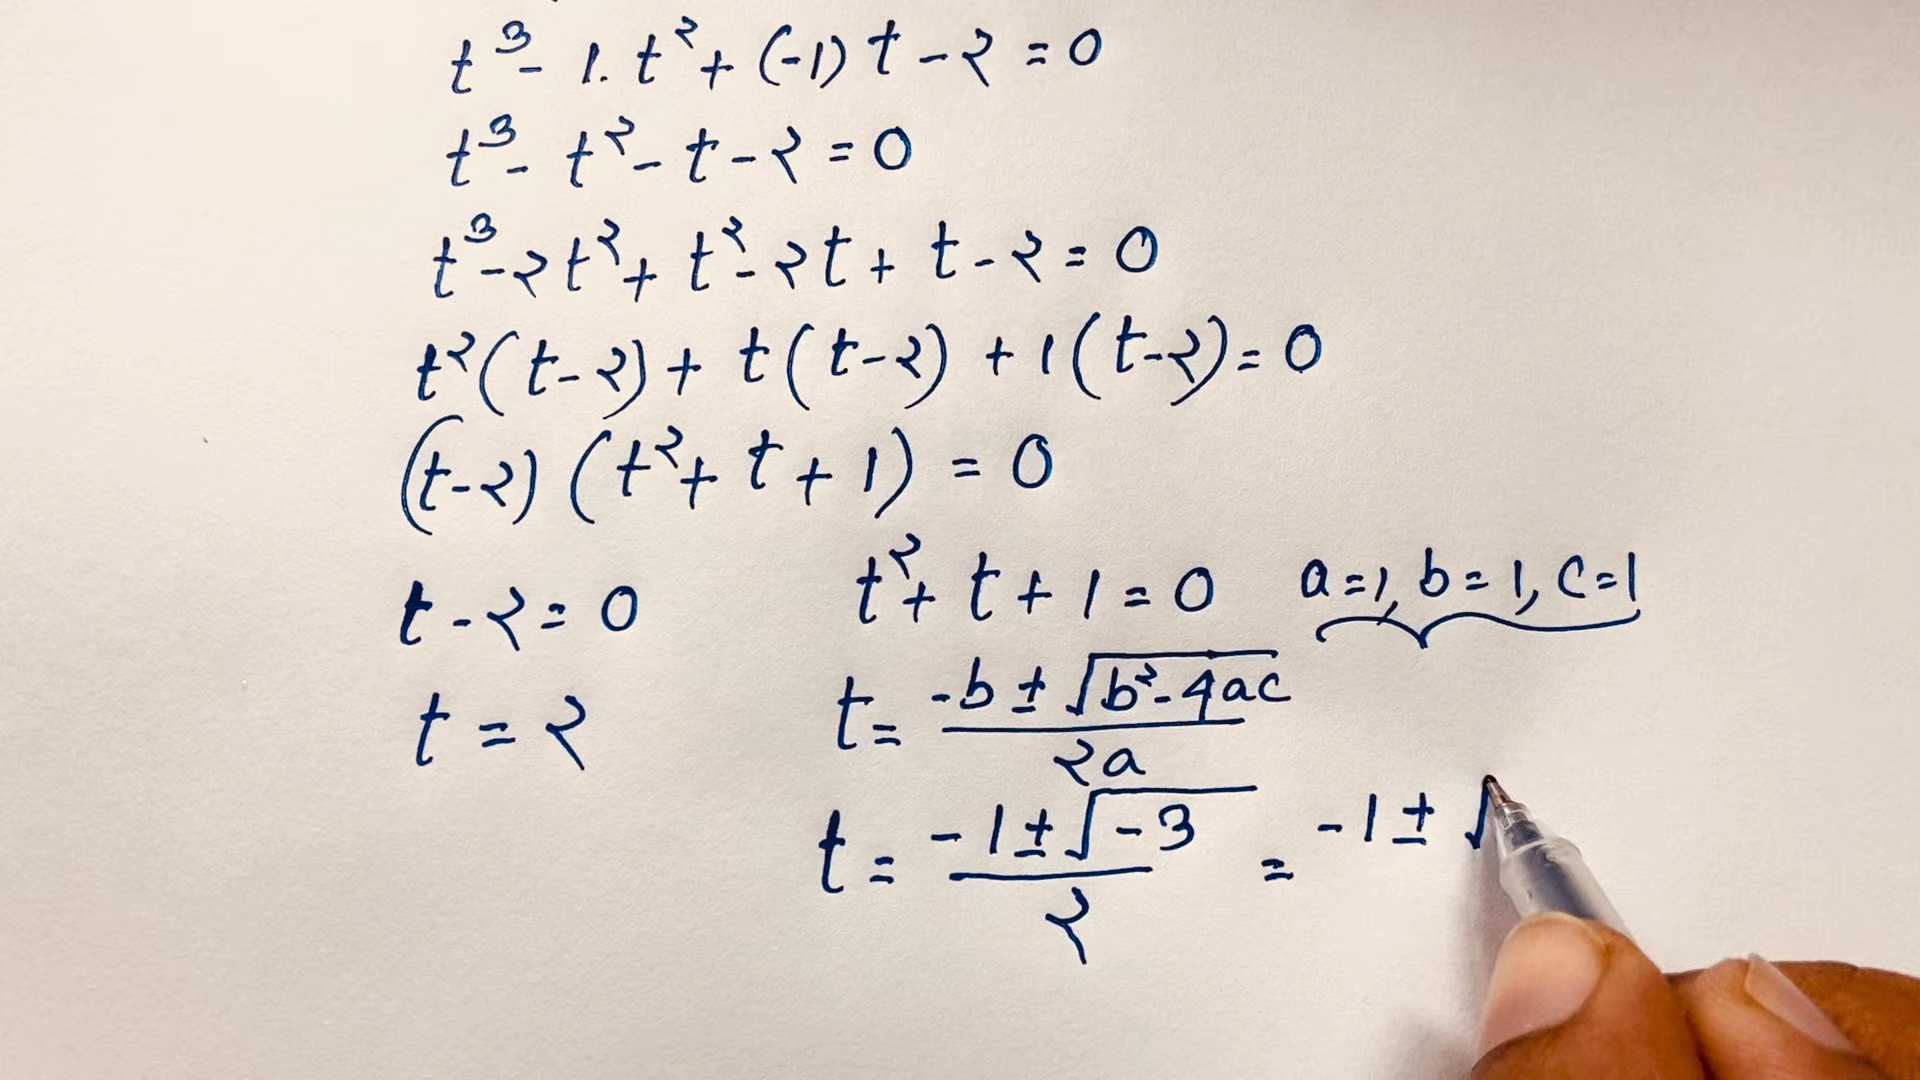 t³ - 1. t² + (-1) t - 2 = 0
t³ - t² - t - 2 = 0
t³ - 2t² + t² - 2t + t - 2 = 0
t² (t-2) + t (t-2) + 1 (t-2) = 0
(t-2) (t² + t + 1) = 0
t - 2 = 0
t = 2
t² + t + 1 = 0 a=1, b=1, c=1
t = (-b ± √(b² - 4ac)) / 2a
t = (-1 ± √-3) / 2 = -1 ± √